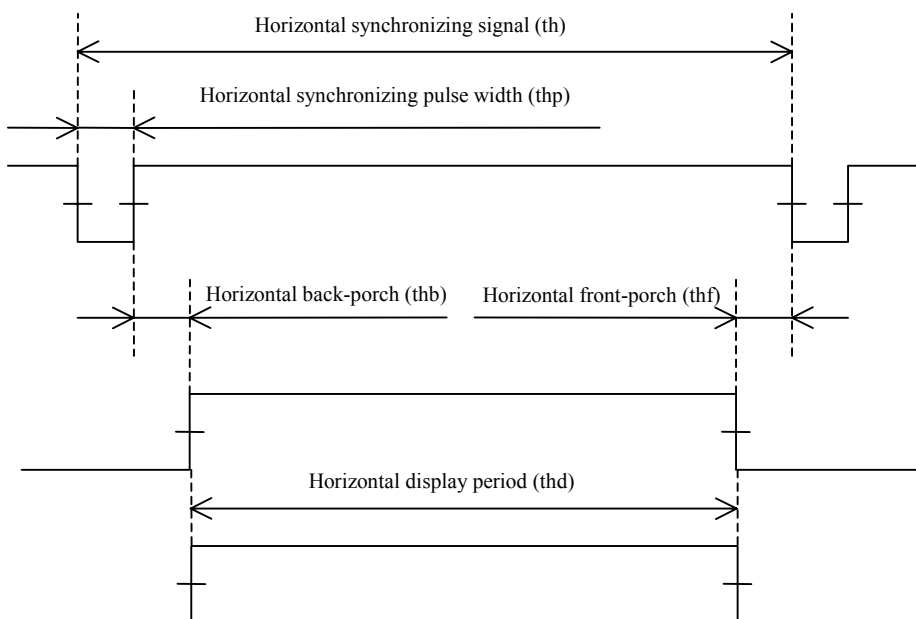 Horizontal synchronizing signal (th)
Horizontal synchronizing pulse width (thp)
Horizontal back-porch (thb)
Horizontal front-porch (thf)
Horizontal display period (thd)